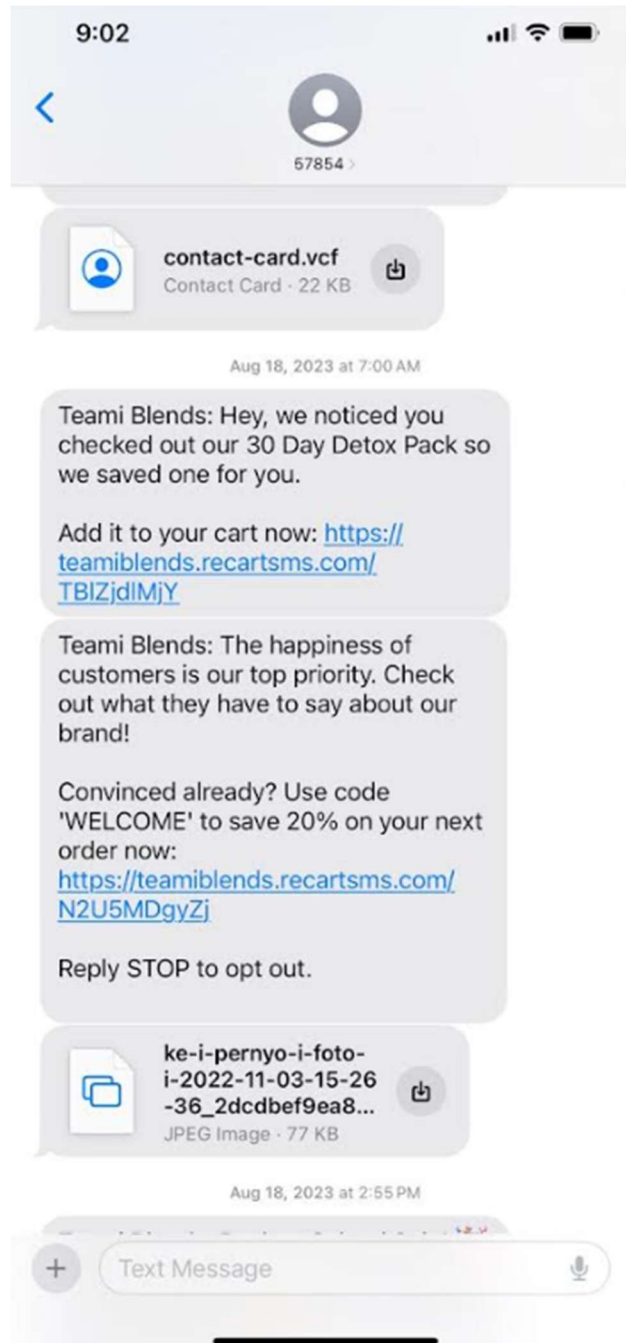 9:02
57854
contact-card.vcf
Contact Card · 22 KB
Aug 18, 2023 at 7:00 AM
Teami Blends: Hey, we noticed you
checked out our 30 Day Detox Pack so
we saved one for you.
Add it to your cart now: https://
teamiblends.recartsms.com/
TBlZjdlMjY
Teami Blends: The happiness of
customers is our top priority. Check
out what they have to say about our
brand!
Convinced already? Use code
'WELCOME' to save 20% on your next
order now:
https://teamiblends.recartsms.com/
N2U5MDgyZj
Reply STOP to opt out.
ke-i-pernyo-i-foto-
i-2022-11-03-15-26
-36_2dcdbef9ea8...
JPEG Image · 77 KB
Aug 18, 2023 at 2:55 PM
Text Message